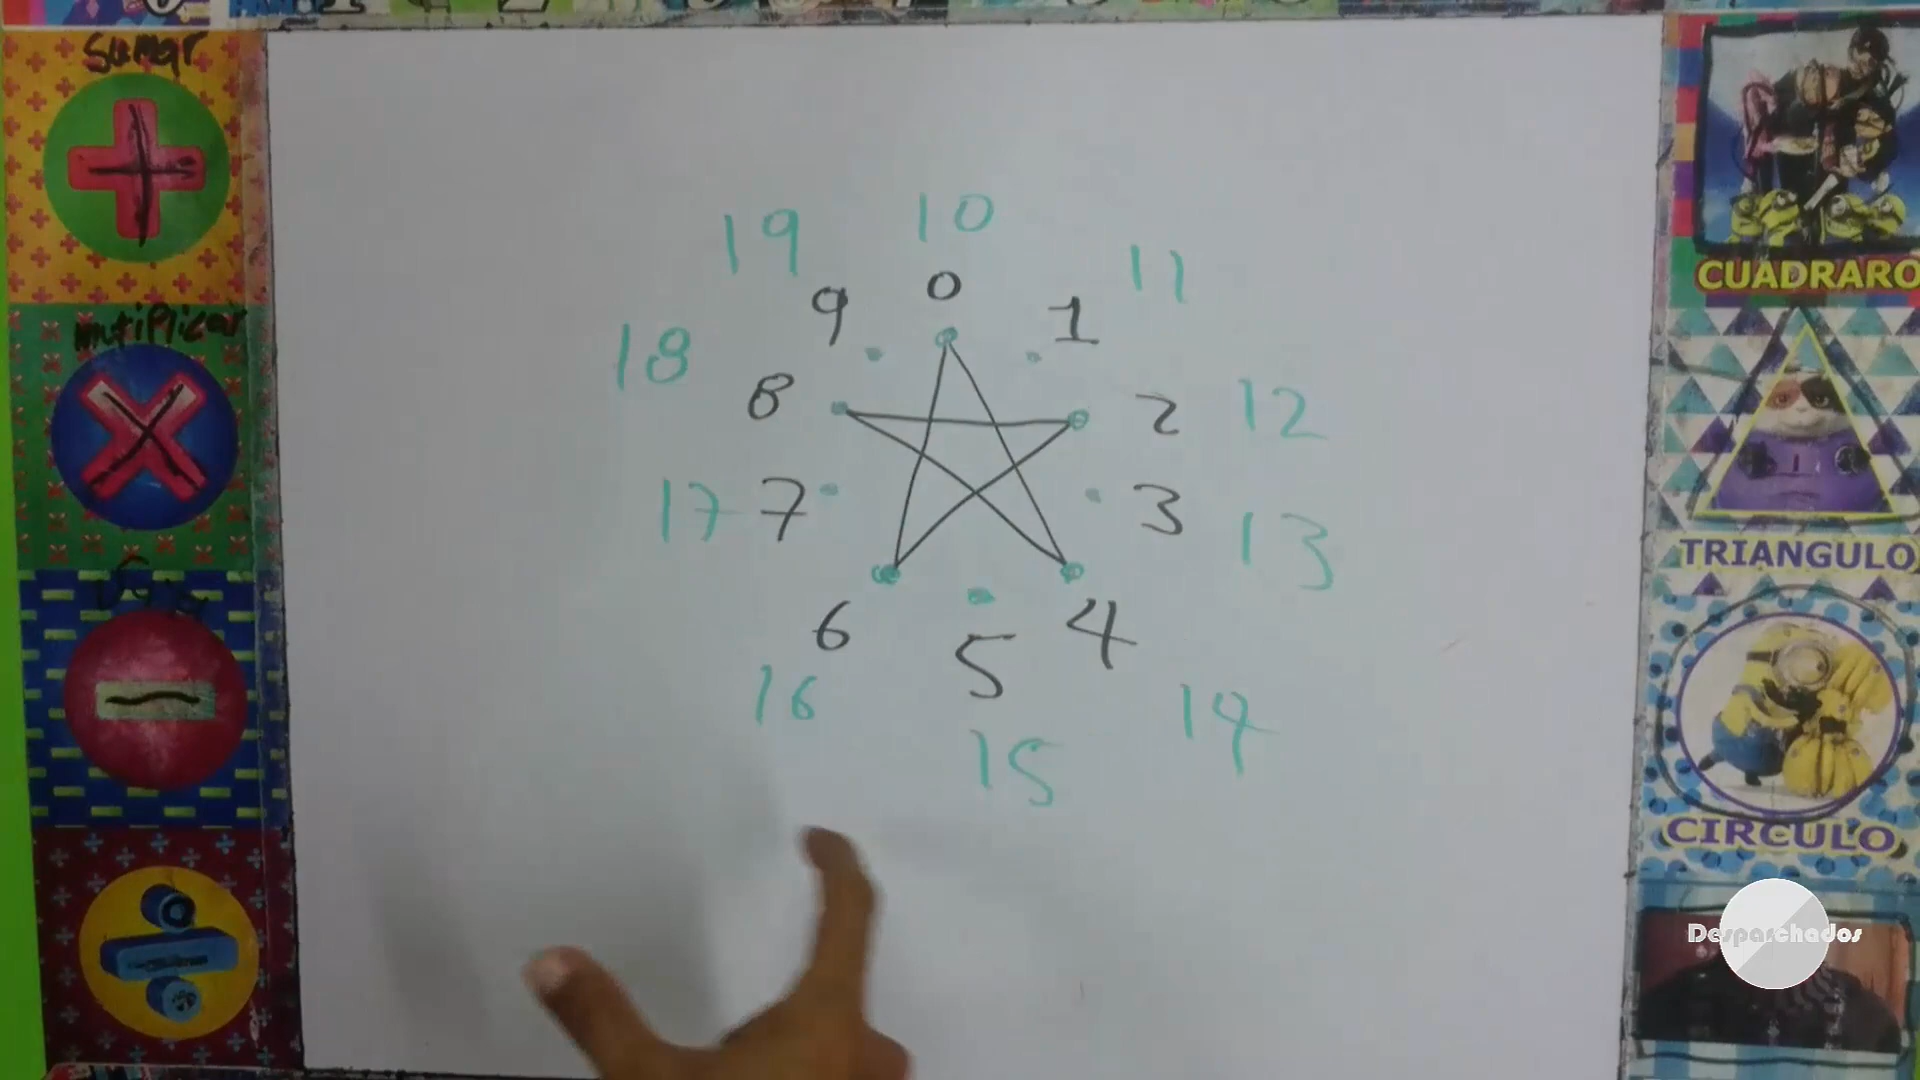 Sumar
mutiplicar
19 10 11
9 0 1
18 8 2 12
17 7 3 13
6 5 4
16 15 14
CUADRARO
TRIANGULO
CIRCULO
Desparchados